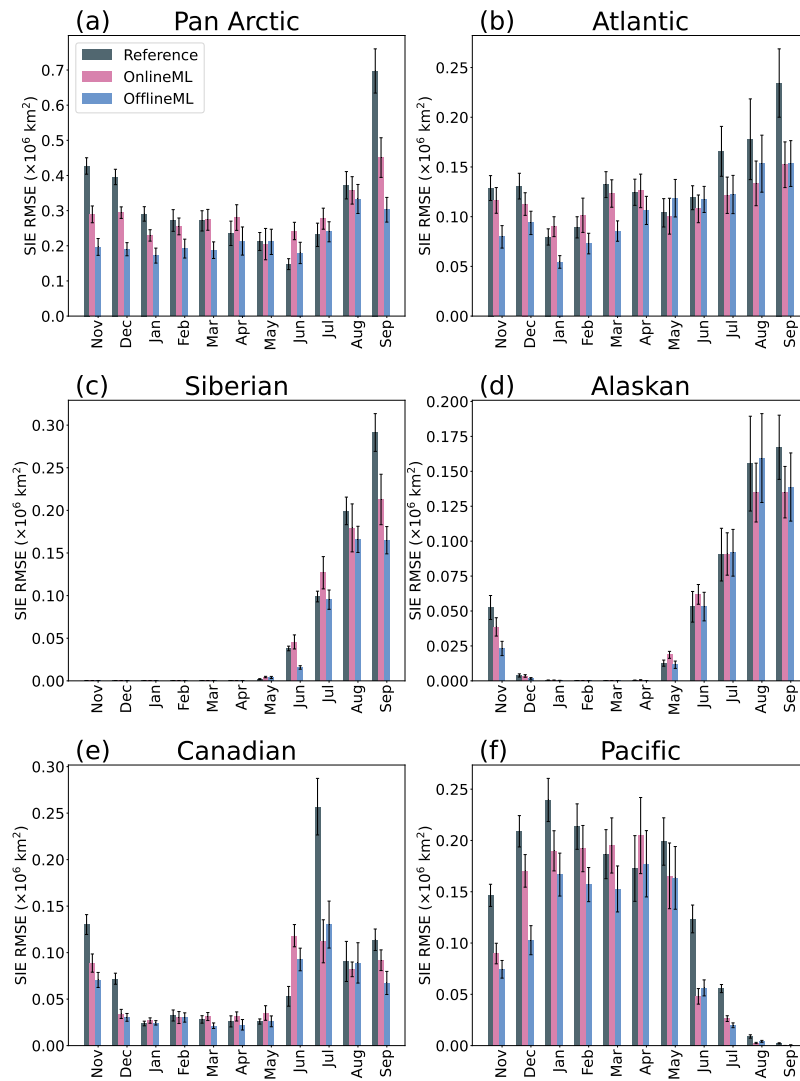 (a) Pan Arctic
Reference
OnlineML
OfflineML
SIE RMSE (×10⁶ km²)
0.7
0.6
0.5
0.4
0.3
0.2
0.1
0.0
Nov Dec Jan Feb Mar Apr May Jun Jul Aug Sep
(b) Atlantic
SIE RMSE (×10⁶ km²)
0.25
0.20
0.15
0.10
0.05
0.00
Nov Dec Jan Feb Mar Apr May Jun Jul Aug Sep
(c) Siberian
SIE RMSE (×10⁶ km²)
0.30
0.25
0.20
0.15
0.10
0.05
0.00
Nov Dec Jan Feb Mar Apr May Jun Jul Aug Sep
(d) Alaskan
SIE RMSE (×10⁶ km²)
0.200
0.175
0.150
0.125
0.100
0.075
0.050
0.025
0.000
Nov Dec Jan Feb Mar Apr May Jun Jul Aug Sep
(e) Canadian
SIE RMSE (×10⁶ km²)
0.30
0.25
0.20
0.15
0.10
0.05
0.00
Nov Dec Jan Feb Mar Apr May Jun Jul Aug Sep
(f) Pacific
SIE RMSE (×10⁶ km²)
0.25
0.20
0.15
0.10
0.05
0.00
Nov Dec Jan Feb Mar Apr May Jun Jul Aug Sep